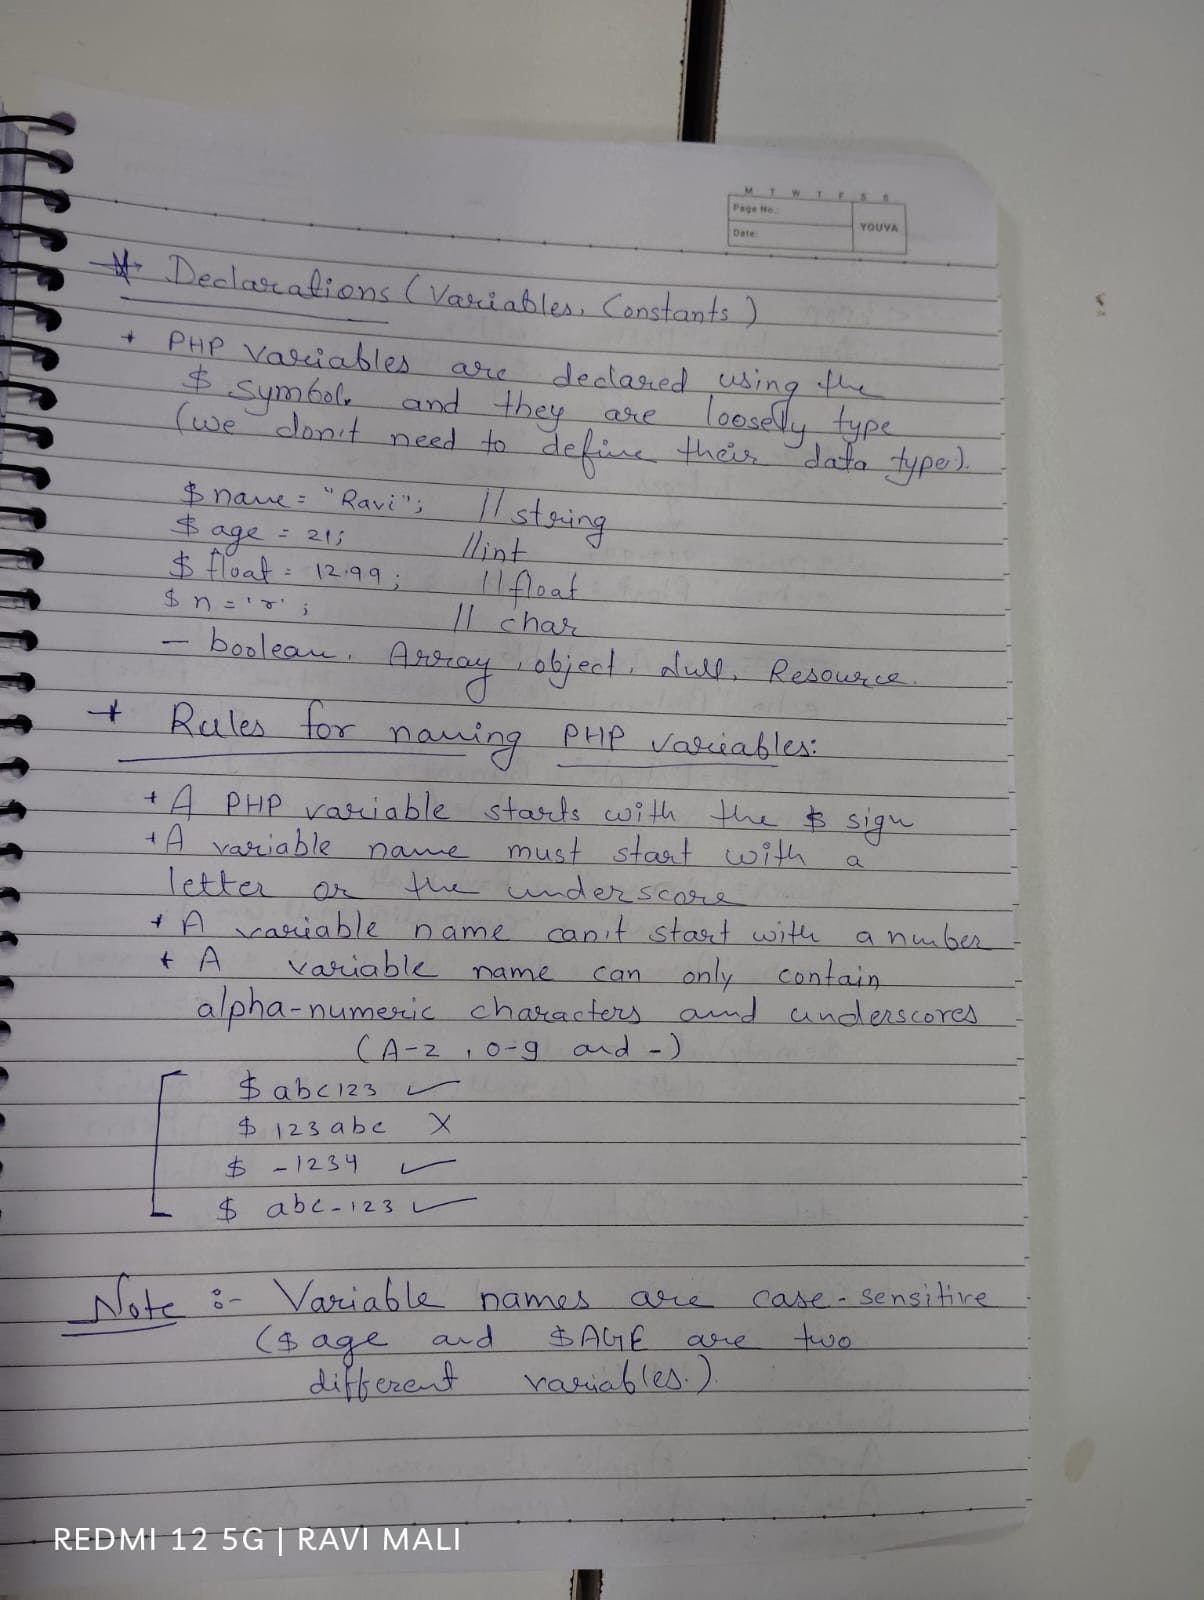 M T W T F S S
Page No.:
YOUVA
Date:
Declarations (Variables, Constants)
+ PHP variables are declared using the
$ symbol. and they are loosely type
(we don't need to define their data type).
$name = "Ravi"; // string
$age = 21; //int
$float = 12.99; //float
$n = 'r'; // char
- boolean, Array, object, Null, Resource.
+ Rules for naming PHP variables:
+ A PHP variable starts with the $ sign
+ A variable name must start with a
letter or the underscore
+ A variable name can't start with a number
+ A variable name can only contain
alpha-numeric characters and underscores
(A-z, 0-9 and -)
$abc123 ✓
$123abc X
$ -1234 ✓
$ abc-123 ✓
Note :- Variable names are case-sensitive
($age and $AGE are two
different variables.).
REDMI 12 5G | RAVI MALI